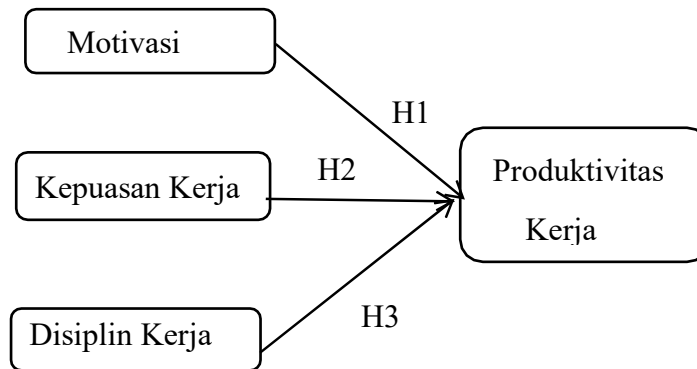 Motivasi
H1
Kepuasan Kerja
H2
Produktivitas
Kerja
Disiplin Kerja
H3